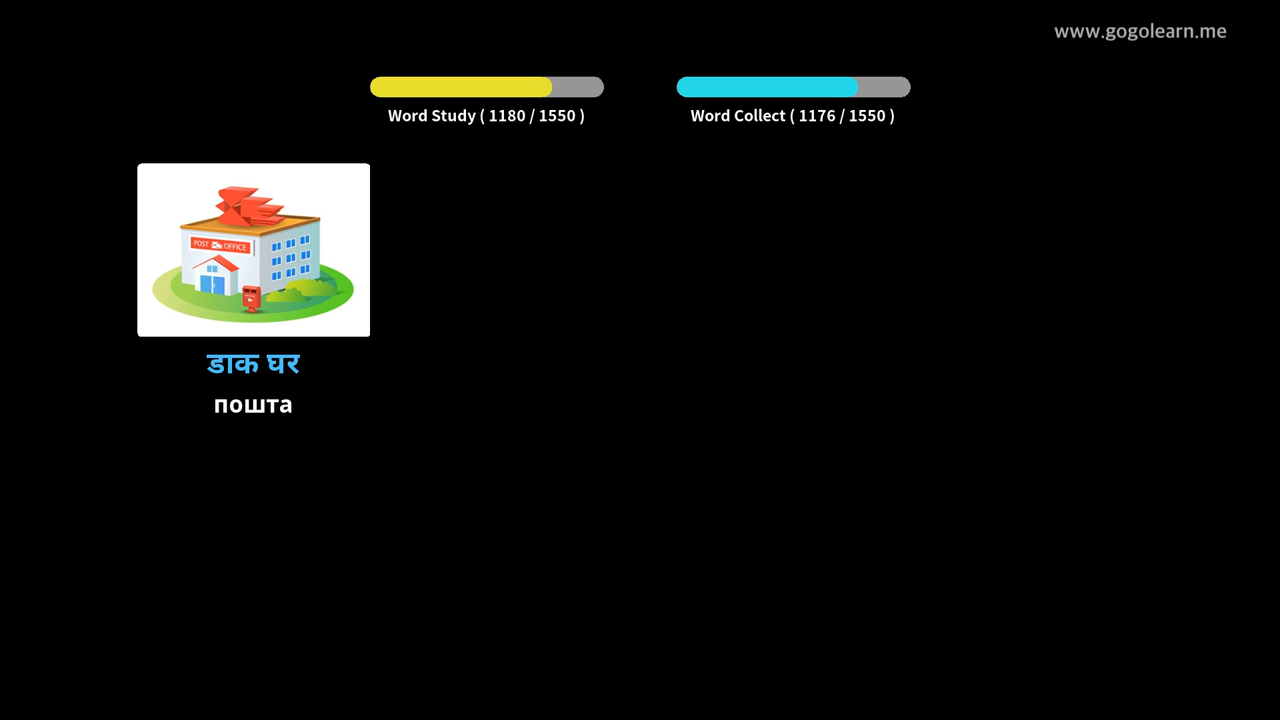 www.gogolearn.me
Word Study ( 1180 / 1550 )
Word Collect ( 1176 / 1550 )
POST OFFICE
डाक घर
пошта